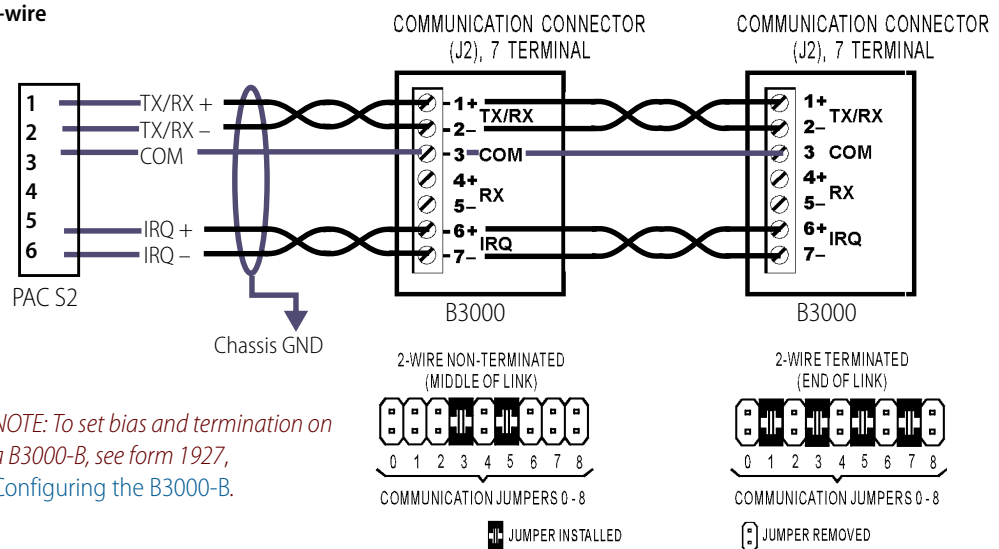 -wire
COMMUNICATION CONNECTOR
(J2), 7 TERMINAL
COMMUNICATION CONNECTOR
(J2), 7 TERMINAL
1
2
3
4
5
6
PAC S2
TX/RX +
TX/RX –
COM
IRQ +
IRQ –
Chassis GND
1+
2–
TX/RX
3 COM
4+
5–
RX
6+
7–
IRQ
B3000
1+
2–
TX/RX
3 COM
4+
5–
RX
6+
7–
IRQ
B3000
2-WIRE NON-TERMINATED
(MIDDLE OF LINK)
0 1 2 3 4 5 6 7 8
COMMUNICATION JUMPERS 0 - 8
JUMPER INSTALLED
2-WIRE TERMINATED
(END OF LINK)
0 1 2 3 4 5 6 7 8
COMMUNICATION JUMPERS 0 - 8
JUMPER REMOVED
NOTE: To set bias and termination on
a B3000-B, see form 1927,
Configuring the B3000-B.